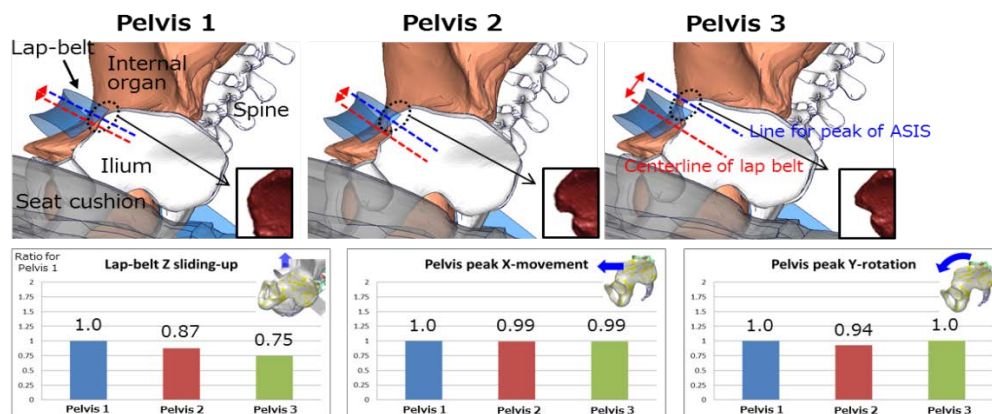 Pelvis 1
Pelvis 2
Pelvis 3
Lap-belt
Internal
organ
Spine
Ilium
Seat cushion
Line for peak of ASIS
Centerline of lap belt
Ratio for
Pelvis 1
Lap-belt Z sliding-up
2
1.75
1.5
1.25
1
0.75
0.5
0.25
0
1.0
0.87
0.75
Pelvis 1
Pelvis 2
Pelvis 3
Pelvis peak X-movement
2
1.75
1.5
1.25
1
0.75
0.5
0.25
0
1.0
0.99
0.99
Pelvis 1
Pelvis 2
Pelvis 3
Pelvis peak Y-rotation
2
1.75
1.5
1.25
1
0.75
0.5
0.25
0
1.0
0.94
1.0
Pelvis 1
Pelvis 2
Pelvis 3